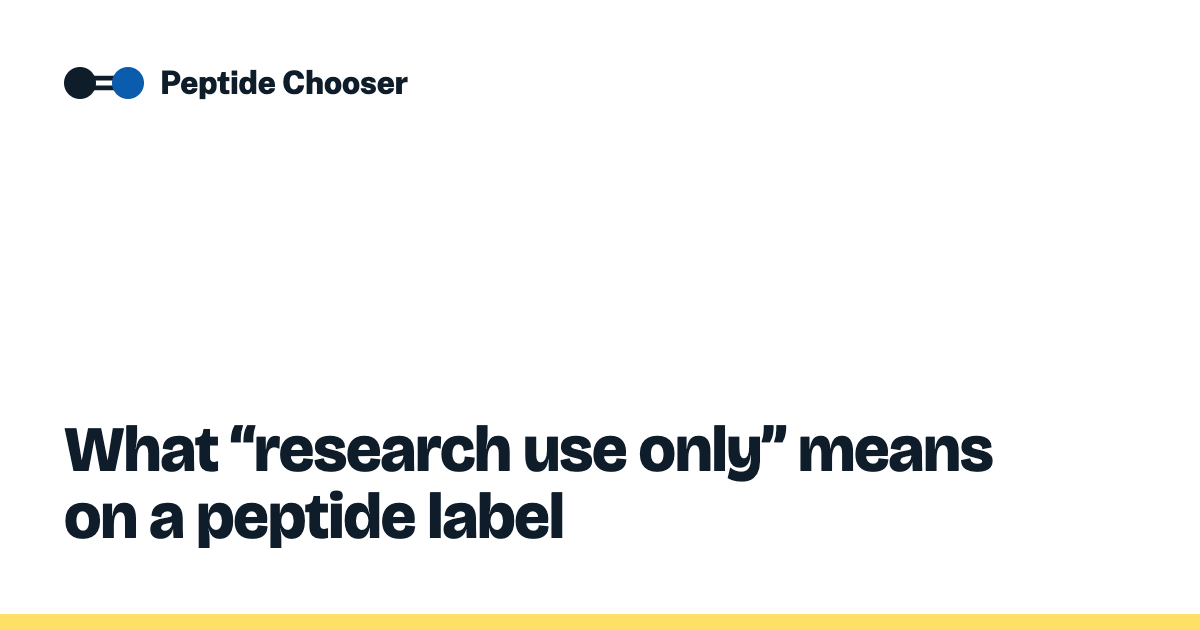 Peptide Chooser
What “research use only” means
on a peptide label